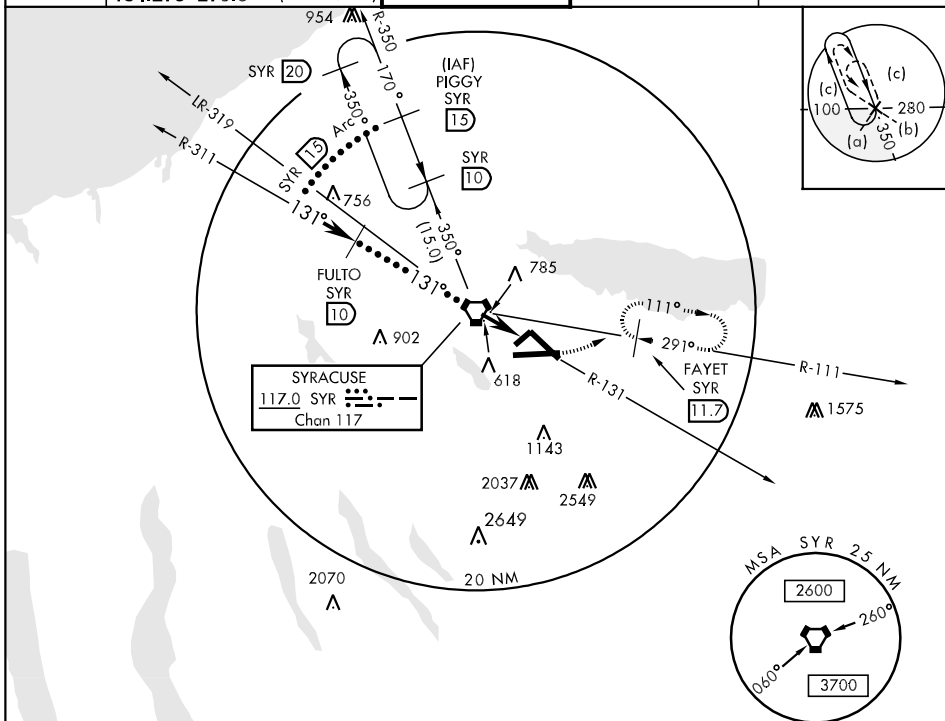 954
R-350
SYR 20
170°
350°
(IAF)
PIGGY
SYR
15
LR-319
R-311
SYR 15 Arc
SYR
10
131°
756
350°
(15.0)
FULTO
SYR
10
131°
785
902
618
SYRACUSE
117.0 SYR
Chan 117
111°
291°
FAYET
SYR
11.7
R-111
R-131
1575
1143
2037
2549
2649
2070
20 NM
(c)
(c)
100
280
(a)
(b)
350
MSA SYR 25 NM
2600
260°
060°
3700